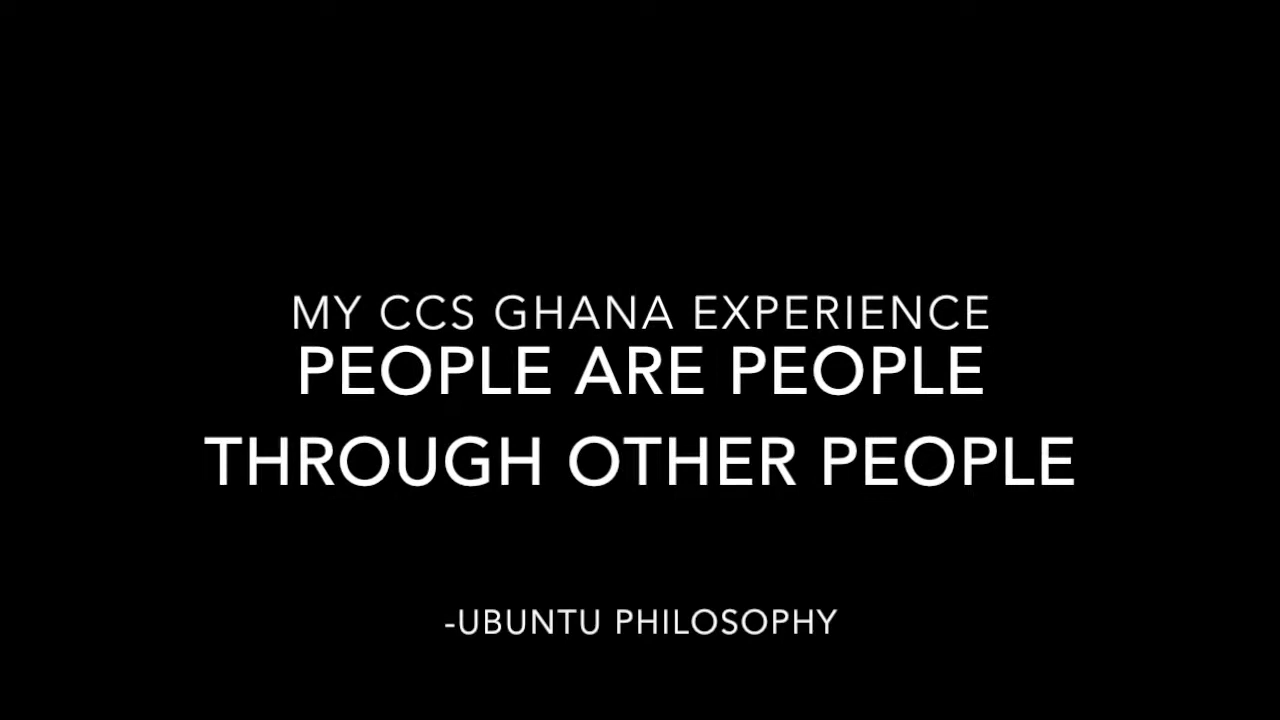 MY CCS GHANA EXPERIENCE
PEOPLE ARE PEOPLE
THROUGH OTHER PEOPLE
-UBUNTU PHILOSOPHY